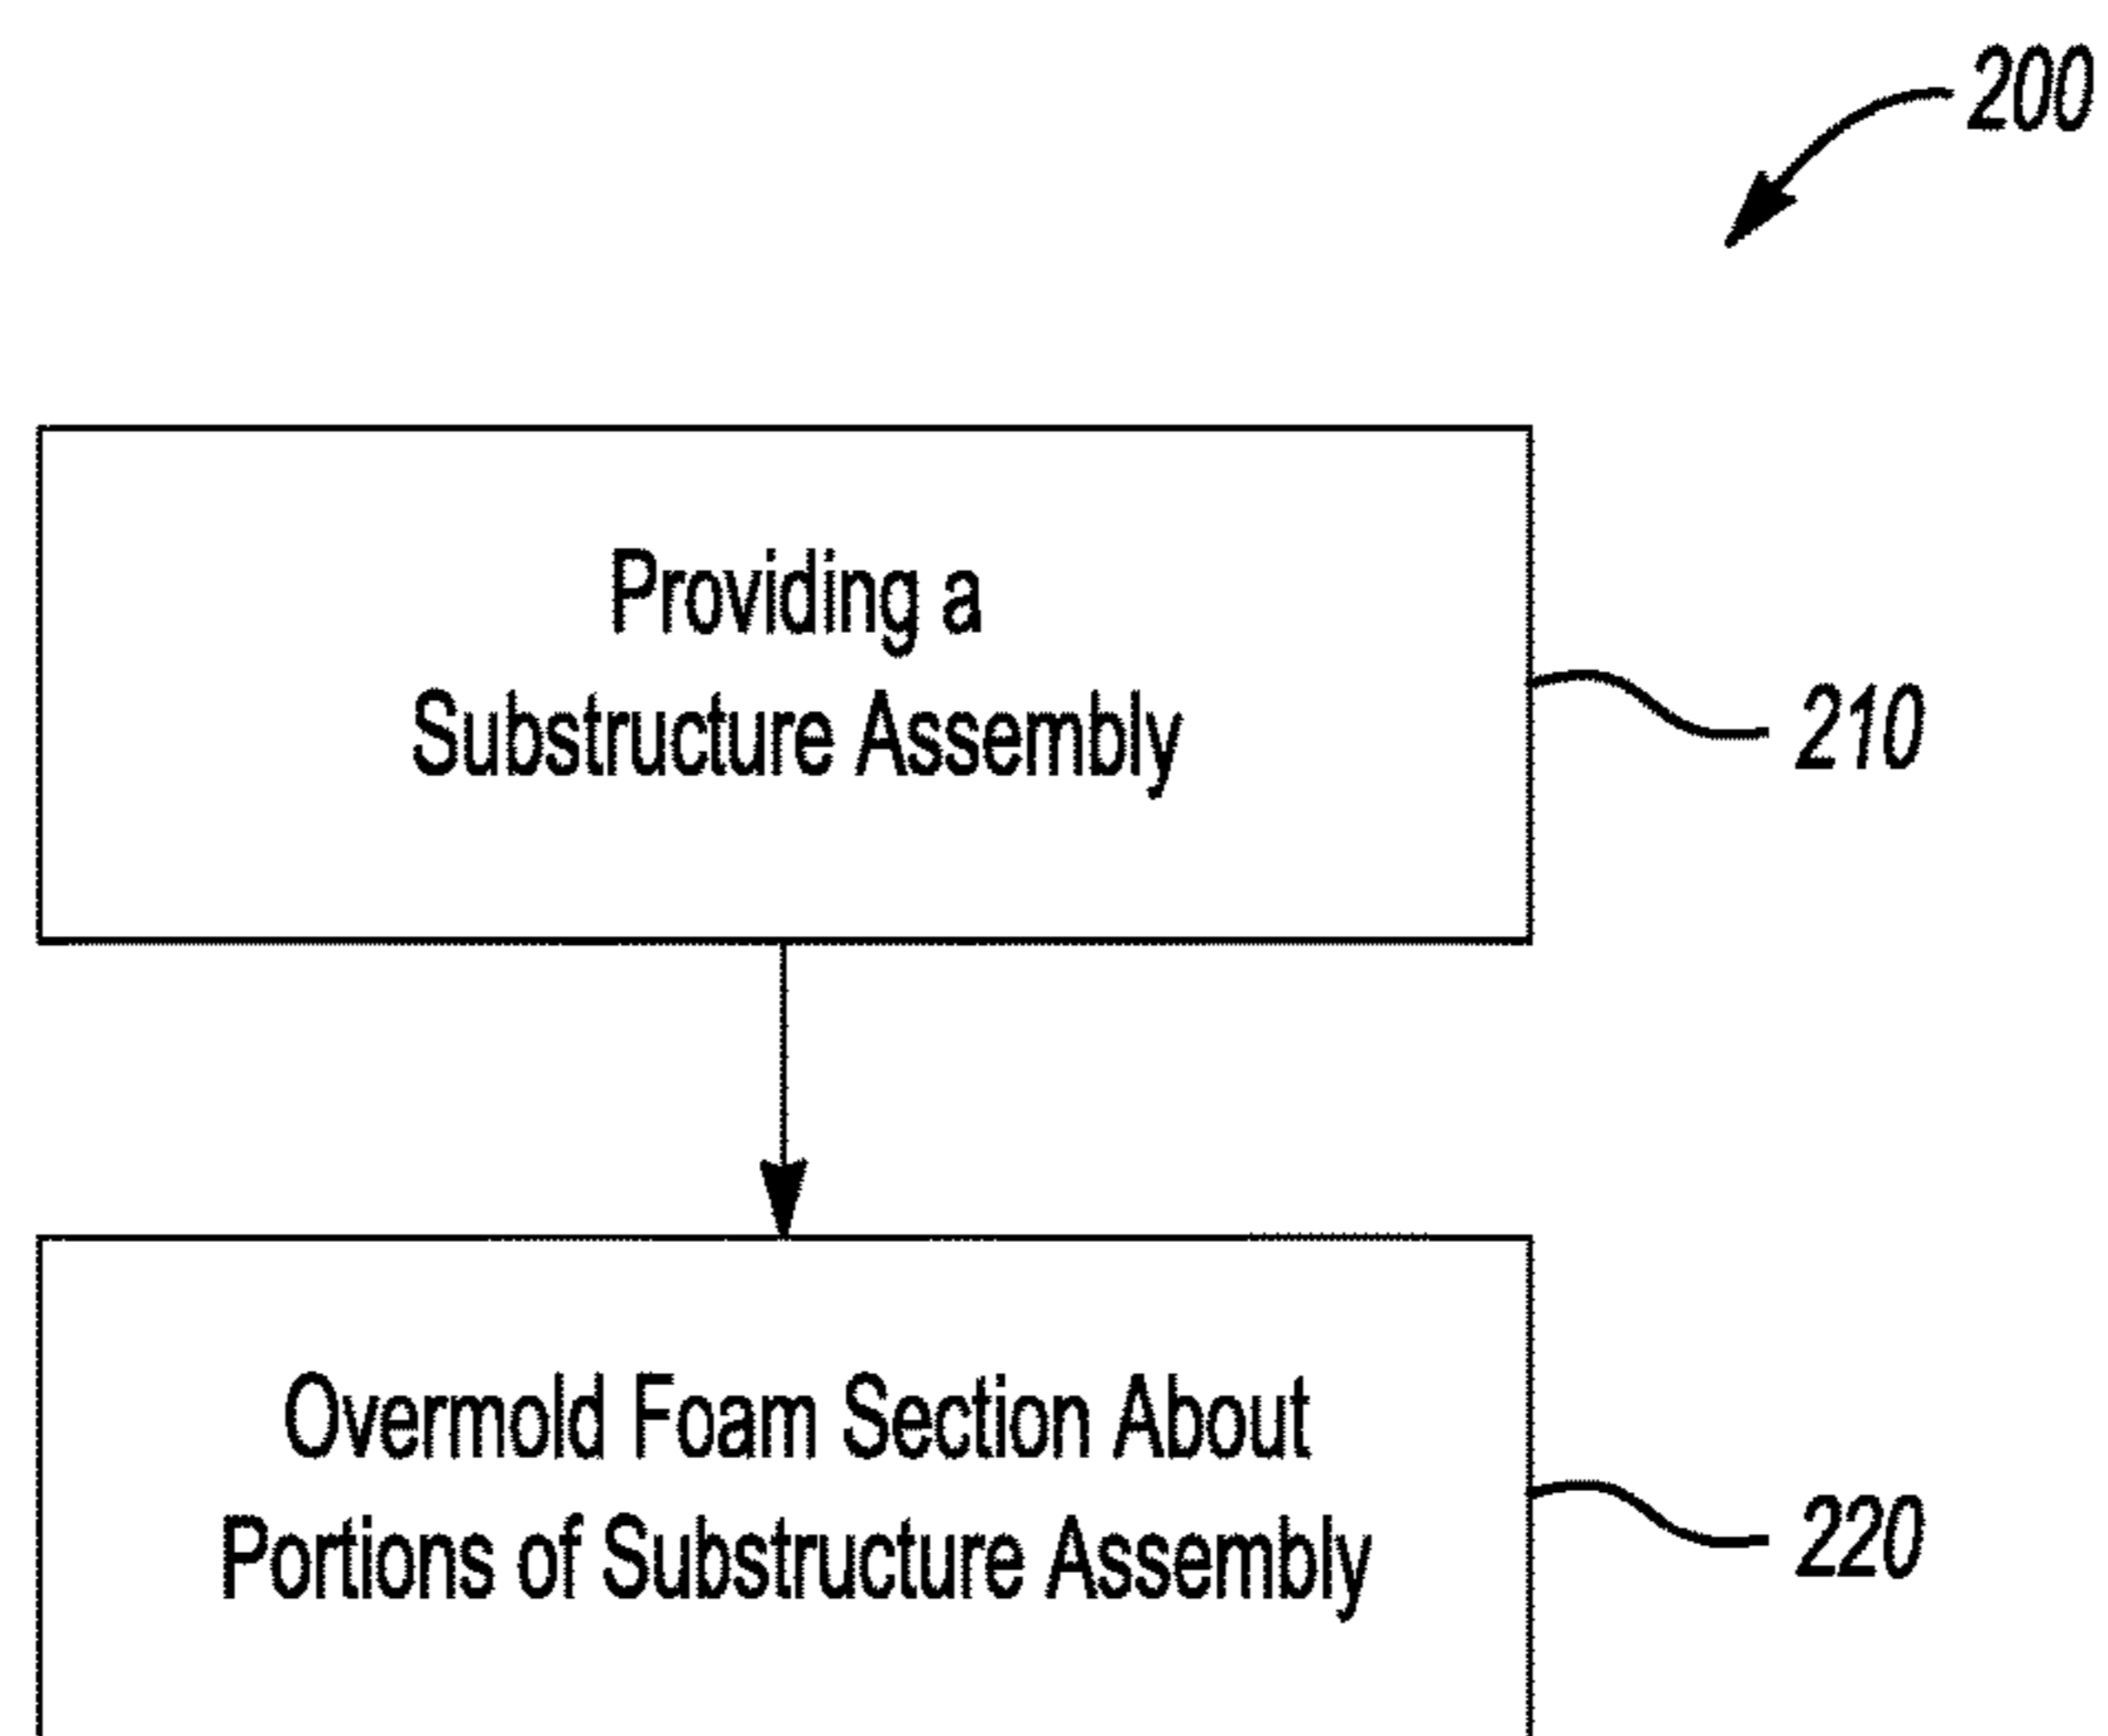 200
Providing a
Substructure Assembly
210
Overmold Foam Section About
Portions of Substructure Assembly
220